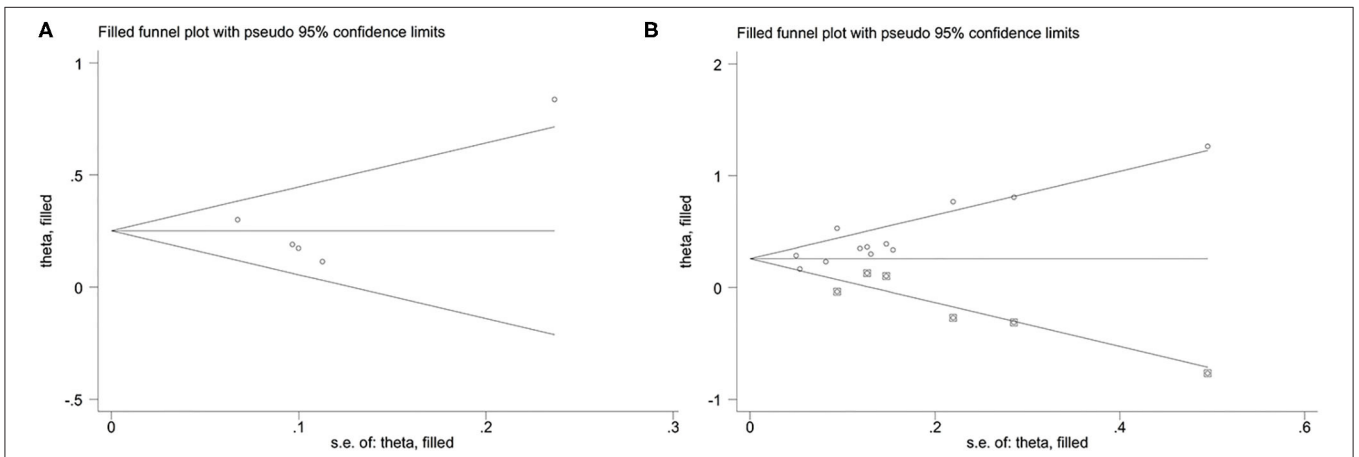 A
Filled funnel plot with pseudo 95% confidence limits
1
.5
0
-.5
theta, filled
0
.1
.2
.3
s.e. of: theta, filled
B
Filled funnel plot with pseudo 95% confidence limits
2
1
0
-1
theta, filled
0
.2
.4
.6
s.e. of: theta, filled